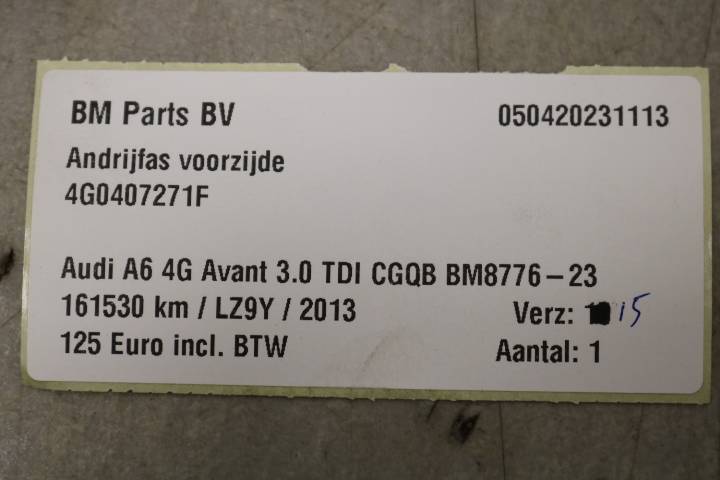 BM Parts BV 050420231113
Andrijfas voorzijde
4G0407271F
Audi A6 4G Avant 3.0 TDI CGQB BM8776-23
161530 km / LZ9Y / 2013 Verz: 15
125 Euro incl. BTW Aantal: 1